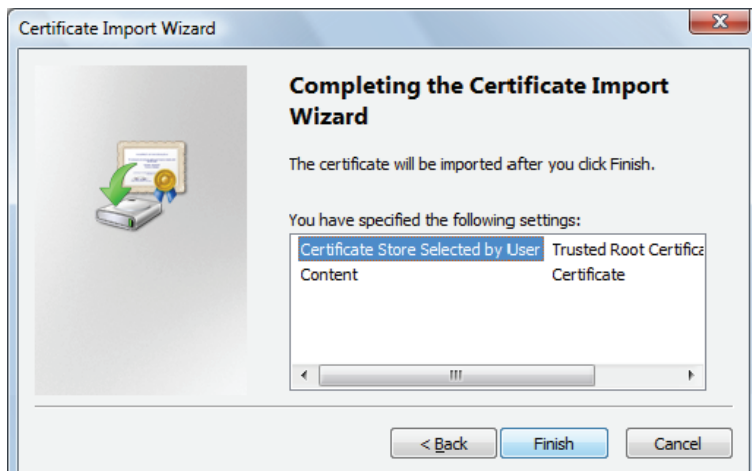 Certificate Import Wizard
Completing the Certificate Import
Wizard
The certificate will be imported after you click Finish.
You have specified the following settings:
Certificate Store Selected by User Trusted Root Certifica
Content Certificate
< Back Finish Cancel